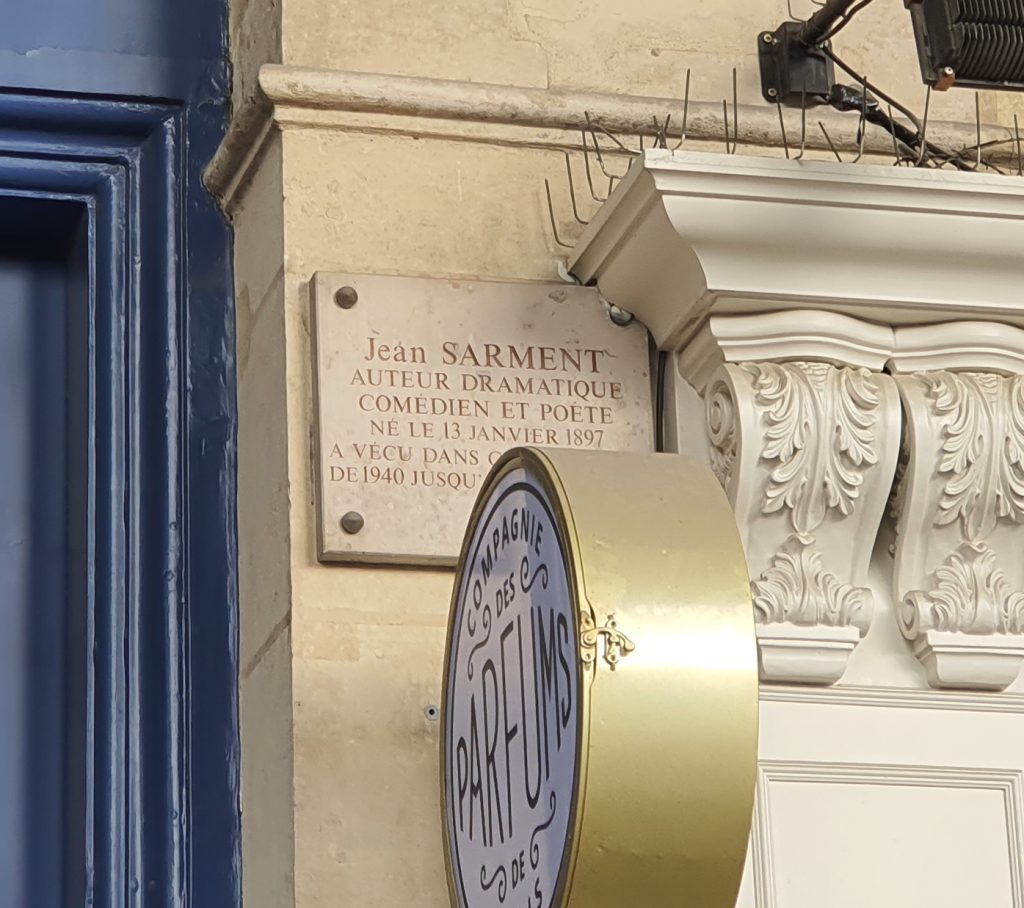 Jean SARMENT
AUTEUR DRAMATIQUE
COMÉDIEN ET POÈTE
NÉ LE 13 JANVIER 1897
A VÉCU DANS
DE 1940 JUSQU'
COMPAGNIE
DES
PARFUMS
DE